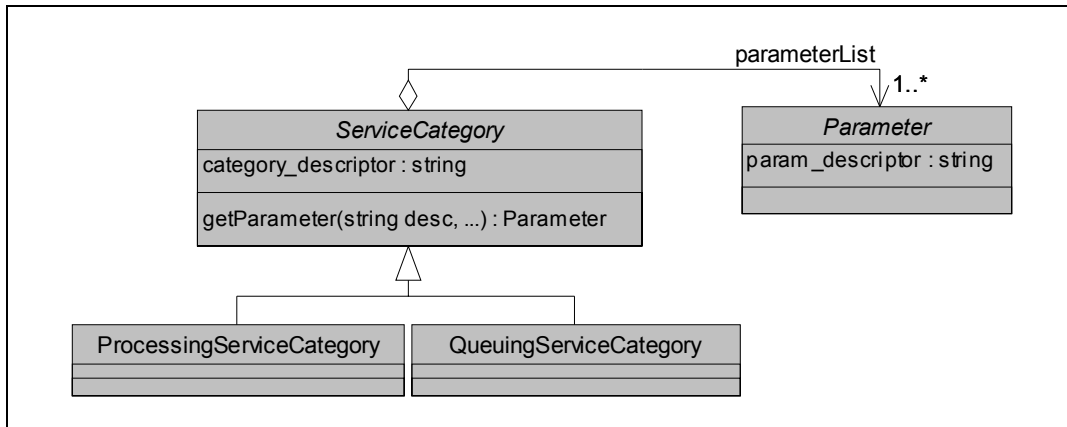 parameterList
1..*
ServiceCategory
category_descriptor : string
getParameter(string desc, ...) : Parameter
Parameter
param_descriptor : string
ProcessingServiceCategory
QueuingServiceCategory